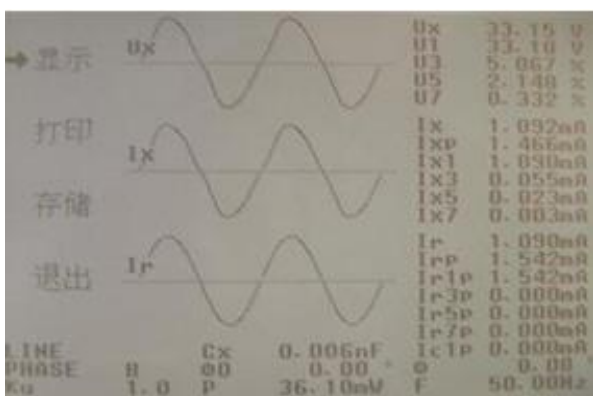 →显示
打印
存储
退出
Ux
Ix
Ir
Ux 33.15 V
U1 33.10 V
U3 5.067 %
U5 2.148 %
U7 0.332 %
Ix 1.092mA
Ixp 1.466mA
Ix1 1.090mA
Ix3 0.055mA
Ix5 0.023mA
Ix7 0.003mA
Ir 1.090mA
Irp 1.542mA
Ir1p 1.542mA
Ir3p 0.000mA
Ir5p 0.000mA
Ir7p 0.000mA
Ic1p 0.000mA
LINE Cx 0.006nF
PHASE B Φ0 0.00 ° Φ 0.00 °
Ku 1.0 P 36.10mW F 50.00Hz